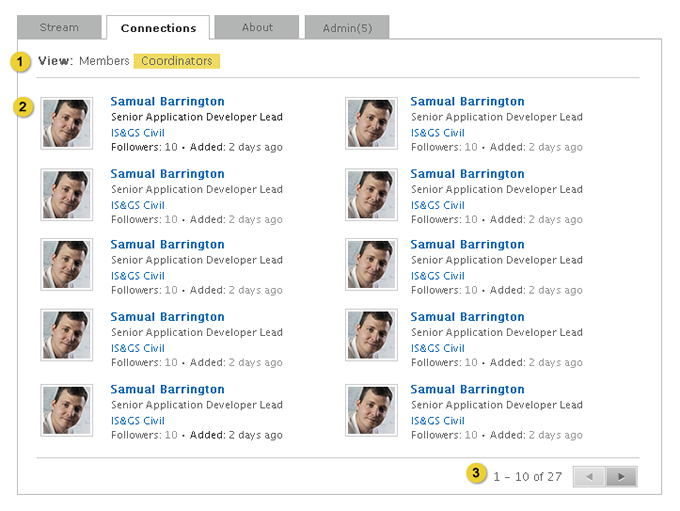 Stream Connections About Admin(5)
1 View: Members Coordinators
2
Samual Barrington Samual Barrington
Senior Application Developer Lead Senior Application Developer Lead
IS&GS Civil IS&GS Civil
Followers: 10 • Added: 2 days ago Followers: 10 • Added: 2 days ago
Samual Barrington Samual Barrington
Senior Application Developer Lead Senior Application Developer Lead
IS&GS Civil IS&GS Civil
Followers: 10 • Added: 2 days ago Followers: 10 • Added: 2 days ago
Samual Barrington Samual Barrington
Senior Application Developer Lead Senior Application Developer Lead
IS&GS Civil IS&GS Civil
Followers: 10 • Added: 2 days ago Followers: 10 • Added: 2 days ago
Samual Barrington Samual Barrington
Senior Application Developer Lead Senior Application Developer Lead
IS&GS Civil IS&GS Civil
Followers: 10 • Added: 2 days ago Followers: 10 • Added: 2 days ago
Samual Barrington Samual Barrington
Senior Application Developer Lead Senior Application Developer Lead
IS&GS Civil IS&GS Civil
Followers: 10 • Added: 2 days ago Followers: 10 • Added: 2 days ago
3 1 – 10 of 27